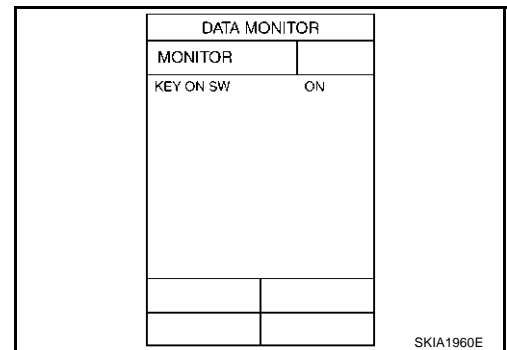 DATA MONITOR
MONITOR
KEY ON SW ON
SKIA1960E